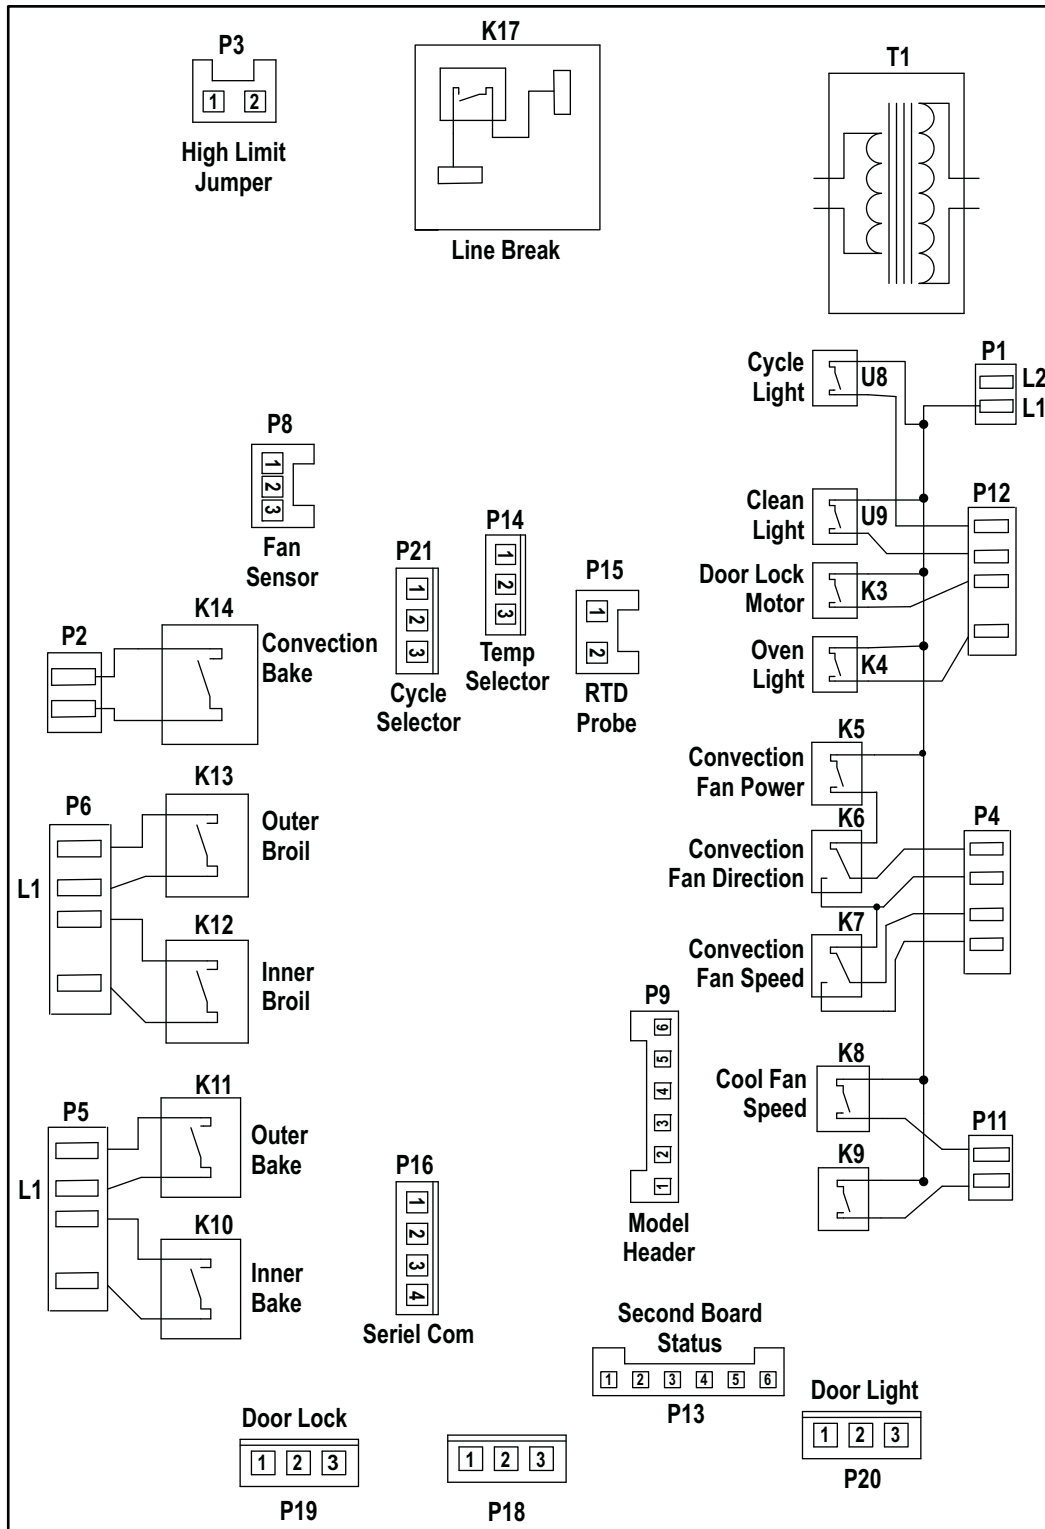 P3
1 2
High Limit
Jumper
K17
Line Break
T1
Cycle
Light
U8
P1
L2
L1
P8
1
2
3
Fan
Sensor
P21
1
2
3
Cycle
Selector
P14
1
2
3
Temp
Selector
P15
1
2
RTD
Probe
Clean
Light
U9
P12
Door Lock
Motor
K3
Oven
Light
K4
P2
K14
Convection
Bake
K13
P6
Outer
Broil
L1
K12
Inner
Broil
K5
Convection
Fan Power
K6
P4
Convection
Fan Direction
K7
Convection
Fan Speed
P9
6
5
4
3
2
1
Model
Header
K8
Cool Fan
Speed
P11
K9
K11
P5
Outer
Bake
L1
K10
Inner
Bake
P16
1
2
3
4
Seriel Com
Second Board
Status
1 2 3 4 5 6
P13
Door Light
1 2 3
P20
Door Lock
1 2 3
P19
1 2 3
P18